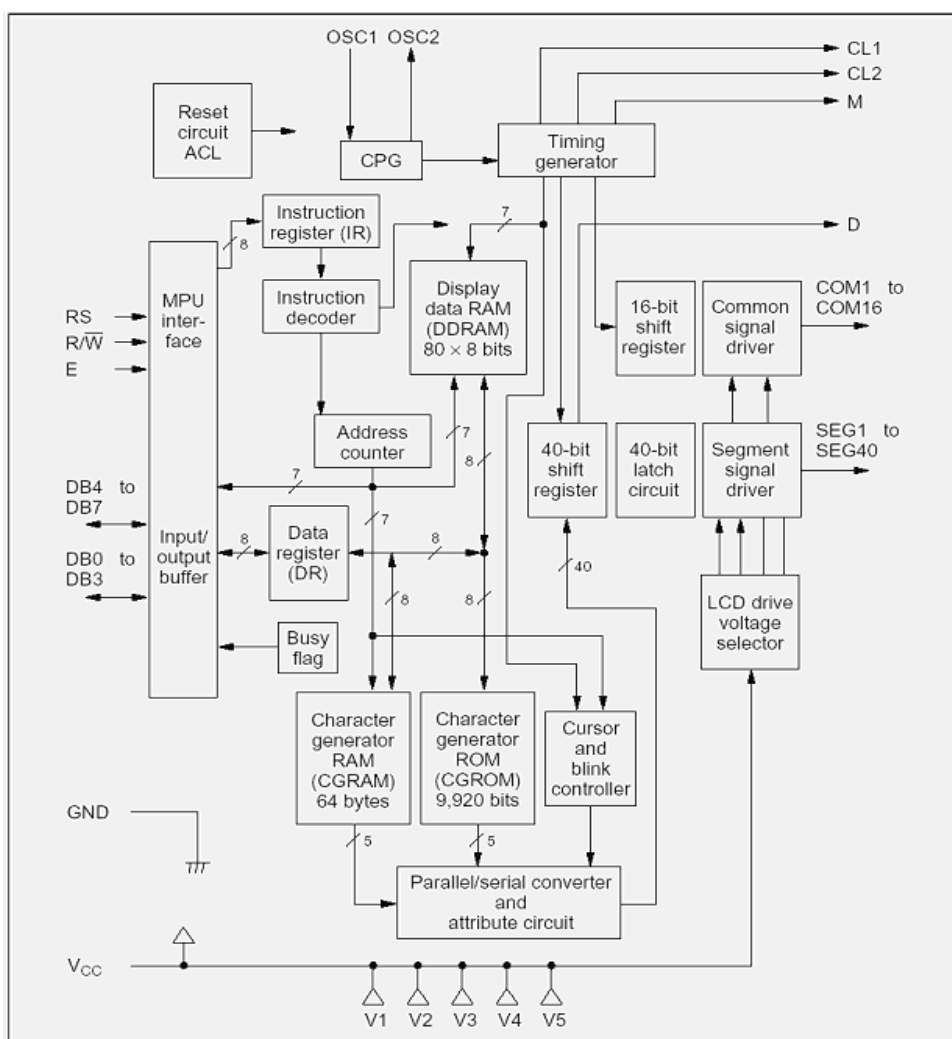 OSC1 OSC2
CL1
CL2
M
Reset
circuit
ACL
CPG
Timing
generator
8
Instruction
register (IR)
7
D
MPU
inter-
face
Instruction
decoder
Display
data RAM
(DDRAM)
80 × 8 bits
16-bit
shift
register
Common
signal
driver
COM1 to
COM16
RS
R/W̅
E
Address
counter
7
8
40-bit
shift
register
40-bit
latch
circuit
Segment
signal
driver
SEG1 to
SEG40
7
7
DB4 to
DB7
DB0 to
DB3
Input/
output
buffer
8
Data
register
(DR)
8
8
8
40
LCD drive
voltage
selector
Busy
flag
Character
generator
RAM
(CGRAM)
64 bytes
Character
generator
ROM
(CGROM)
9,920 bits
Cursor
and
blink
controller
GND
5
5
Parallel/serial converter
and
attribute circuit
VCC
V1 V2 V3 V4 V5